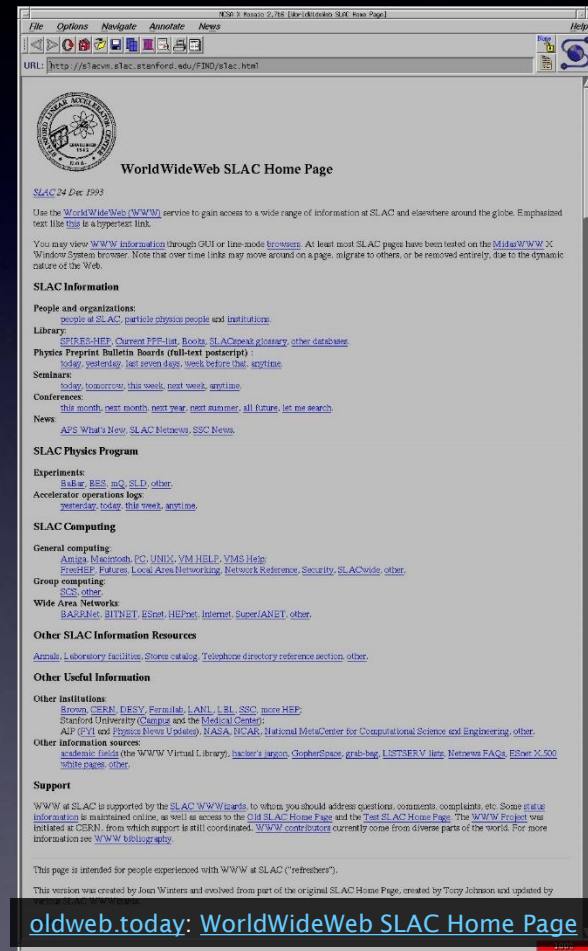 NCSA X Mosaic 2.7b6 [WorldWideWeb SLAC Home Page]
File Options Navigate Annotate News Help
URL: http://slacvm.slac.stanford.edu/FIND/slac.html
WorldWideWeb SLAC Home Page
SLAC 24 Dec 1993
Use the WorldWideWeb (WWW) service to gain access to a wide range of information at SLAC and elsewhere around the globe. Emphasized
text like this is a hypertext link.
You may view WWW information through GUI or line-mode browsers. At least most SLAC pages have been tested on the MidasWWW X
Window System browser. Note that over time links may move around on a page, migrate to others, or be removed entirely, due to the dynamic
nature of the Web.
SLAC Information
People and organizations:
people at SLAC, particle physics people and institutions.
Library:
SPIRES-HEP, Current PPF-list, Books, SLACspeak glossary, other databases.
Physics Preprint Bulletin Boards (full-text postscript) :
today, yesterday, last seven days, week before that, anytime.
Seminars:
today, tomorrow, this week, next week, anytime.
Conferences:
this month, next month, next year, next summer, all future, let me search.
News:
APS What's New, SLAC Netnews, SSC News.
SLAC Physics Program
Experiments:
BaBar, BES, mQ, SLD, other.
Accelerator operations logs:
yesterday, today, this week, anytime.
SLAC Computing
General computing:
Amiga, Macintosh, PC, UNIX, VM HELP, VMS Help;
FreeHEP, Futures, Local Area Networking, Network Reference, Security, SLACwide, other.
Group computing:
SCS, other.
Wide Area Networks:
BARRNet, BITNET, ESnet, HEPnet, Internet, SuperJANET, other.
Other SLAC Information Resources
Annals, Laboratory facilities, Stores catalog, Telephone directory reference section, other.
Other Useful Information
Other institutions:
Brown, CERN, DESY, Fermilab, LANL, LBL, SSC, more HEP;
Stanford University (Campus and the Medical Center);
AIP (FYI and Physics News Updates), NASA, NCAR, National MetaCenter for Computational Science and Engineering, other.
Other information sources:
academic fields (the WWW Virtual Library), hacker's jargon, GopherSpace, grab-bag, LISTSERV lists, Netnews FAQs, ESnet X.500
white pages, other.
Support
WWW at SLAC is supported by the SLAC WWWizards, to whom you should address questions, comments, complaints, etc. Some status
information is maintained online, as well as access to the Old SLAC Home Page and the Test SLAC Home Page. The WWW Project was
initiated at CERN, from which support is still coordinated. WWW contributors currently come from diverse parts of the world. For more
information see WWW bibliography.
This page is intended for people experienced with WWW at SLAC ("refreshers").
This version was created by Joan Winters and evolved from part of the original SLAC Home Page, created by Tony Johnson and updated by
various SLAC WWWizards.
oldweb.today: WorldWideWeb SLAC Home Page